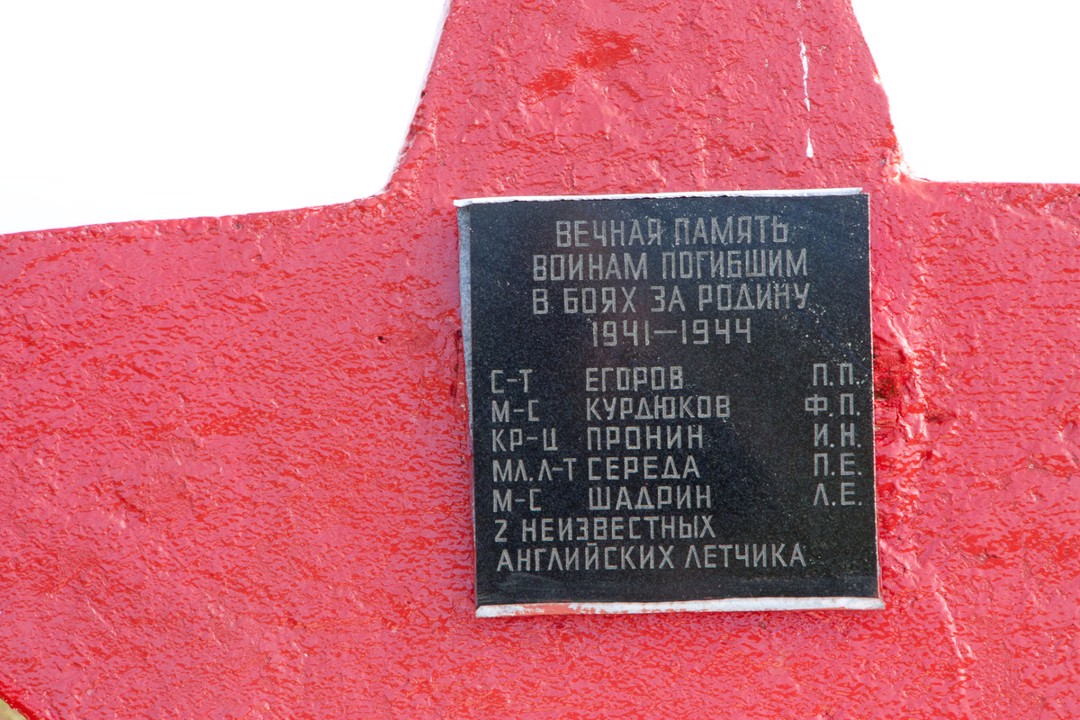 ВЕЧНАЯ ПАМЯТЬ
ВОИНАМ ПОГИБШИМ
В БОЯХ ЗА РОДИНУ
1941—1944
С-Т ЕГОРОВ П.П.
М-С КУРДЮКОВ Ф.П.
КР-Ц ПРОНИН И.Н.
МЛ.Л-Т СЕРЕДА П.Е.
М-С ШАДРИН Л.Е.
2 НЕИЗВЕСТНЫХ
АНГЛИЙСКИХ ЛЕТЧИКА